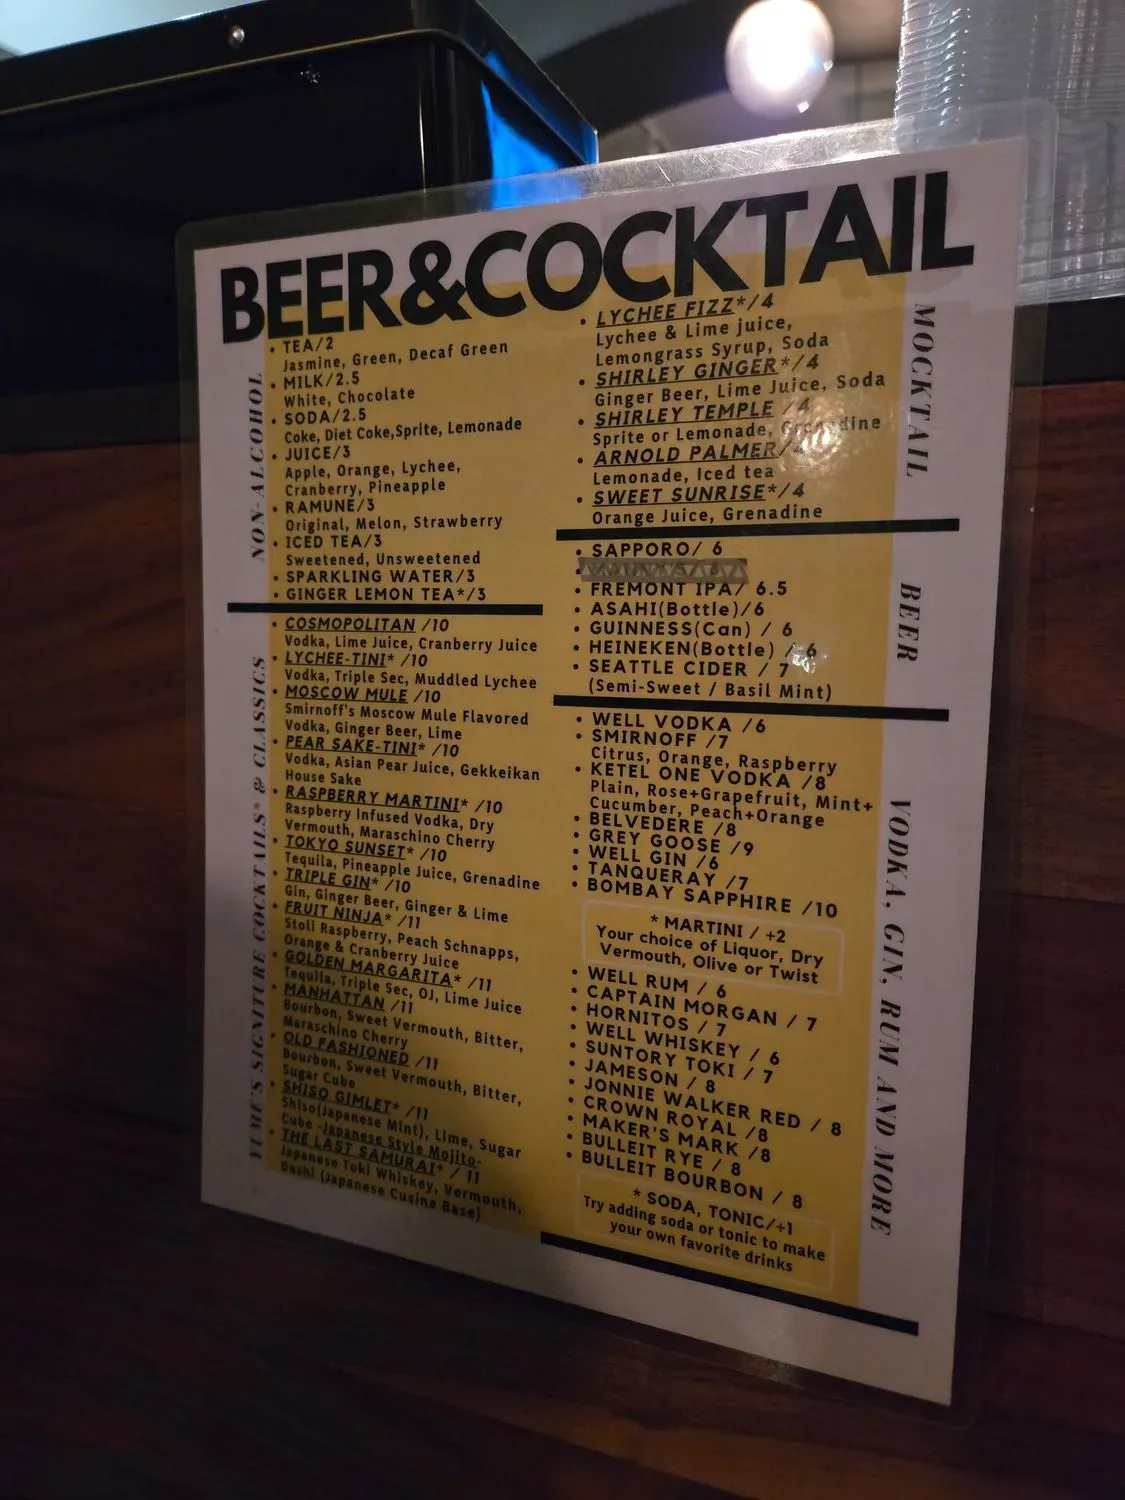 BEER&COCKTAIL
NON-ALCOHOL
• TEA/2
Jasmine, Green, Decaf Green
• MILK/2.5
White, Chocolate
• SODA/2.5
Coke, Diet Coke,Sprite, Lemonade
• JUICE/3
Apple, Orange, Lychee,
Cranberry, Pineapple
• RAMUNE/3
Original, Melon, Strawberry
• ICED TEA/3
Sweetened, Unsweetened
• SPARKLING WATER/3
• GINGER LEMON TEA*/3
YUME'S SIGNITURE COCKTAILS* & CLASSICS
• COSMOPOLITAN /10
Vodka, Lime Juice, Cranberry Juice
• LYCHEE-TINI* /10
Vodka, Triple Sec, Muddled Lychee
• MOSCOW MULE /10
Smirnoff's Moscow Mule Flavored
Vodka, Ginger Beer, Lime
• PEAR SAKE-TINI* /10
Vodka, Asian Pear Juice, Gekkeikan
House Sake
• RASPBERRY MARTINI* /10
Raspberry Infused Vodka, Dry
Vermouth, Maraschino Cherry
• TOKYO SUNSET* /10
Tequila, Pineapple Juice, Grenadine
• TRIPLE GIN* /10
Gin, Ginger Beer, Ginger & Lime
• FRUIT NINJA* /11
Stoli Raspberry, Peach Schnapps,
Orange & Cranberry Juice
• GOLDEN MARGARITA* /11
Tequila, Triple Sec, OJ, Lime Juice
• MANHATTAN /11
Bourbon, Sweet Vermouth, Bitter,
Maraschino Cherry
• OLD FASHIONED /11
Bourbon, Sweet Vermouth, Bitter,
Sugar Cube
• SHISO GIMLET* /11
Shiso(Japanese Mint), Lime, Sugar
Cube -Japanese Style Mojito-
• THE LAST SAMURAI* / 11
Japanese Toki Whiskey, Vermouth,
Dashi (Japanese Cusine Base)
MOCKTAIL
• LYCHEE FIZZ*/4
Lychee & Lime juice,
Lemongrass Syrup, Soda
• SHIRLEY GINGER*/4
Ginger Beer, Lime Juice, Soda
• SHIRLEY TEMPLE /4
Sprite or Lemonade, Grenadine
• ARNOLD PALMER/4
Lemonade, Iced tea
• SWEET SUNRISE*/4
Orange Juice, Grenadine
BEER
• SAPPORO/ 6
• FREMONT IPA/ 6.5
• ASAHI(Bottle)/6
• GUINNESS(Can) / 6
• HEINEKEN(Bottle) / 6
• SEATTLE CIDER / 7
(Semi-Sweet / Basil Mint)
VODKA, GIN, RUM AND MORE
• WELL VODKA /6
• SMIRNOFF /7
Citrus, Orange, Raspberry
• KETEL ONE VODKA /8
Plain, Rose+Grapefruit, Mint+
Cucumber, Peach+Orange
• BELVEDERE /8
• GREY GOOSE /9
• WELL GIN /6
• TANQUERAY /7
• BOMBAY SAPPHIRE /10
* MARTINI / +2
Your choice of Liquor, Dry
Vermouth, Olive or Twist
• WELL RUM / 6
• CAPTAIN MORGAN / 7
• HORNITOS / 7
• WELL WHISKEY / 6
• SUNTORY TOKI / 7
• JAMESON / 8
• JONNIE WALKER RED / 8
• CROWN ROYAL /8
• MAKER'S MARK /8
• BULLEIT RYE / 8
• BULLEIT BOURBON / 8
* SODA, TONIC/+1
Try adding soda or tonic to make
your own favorite drinks